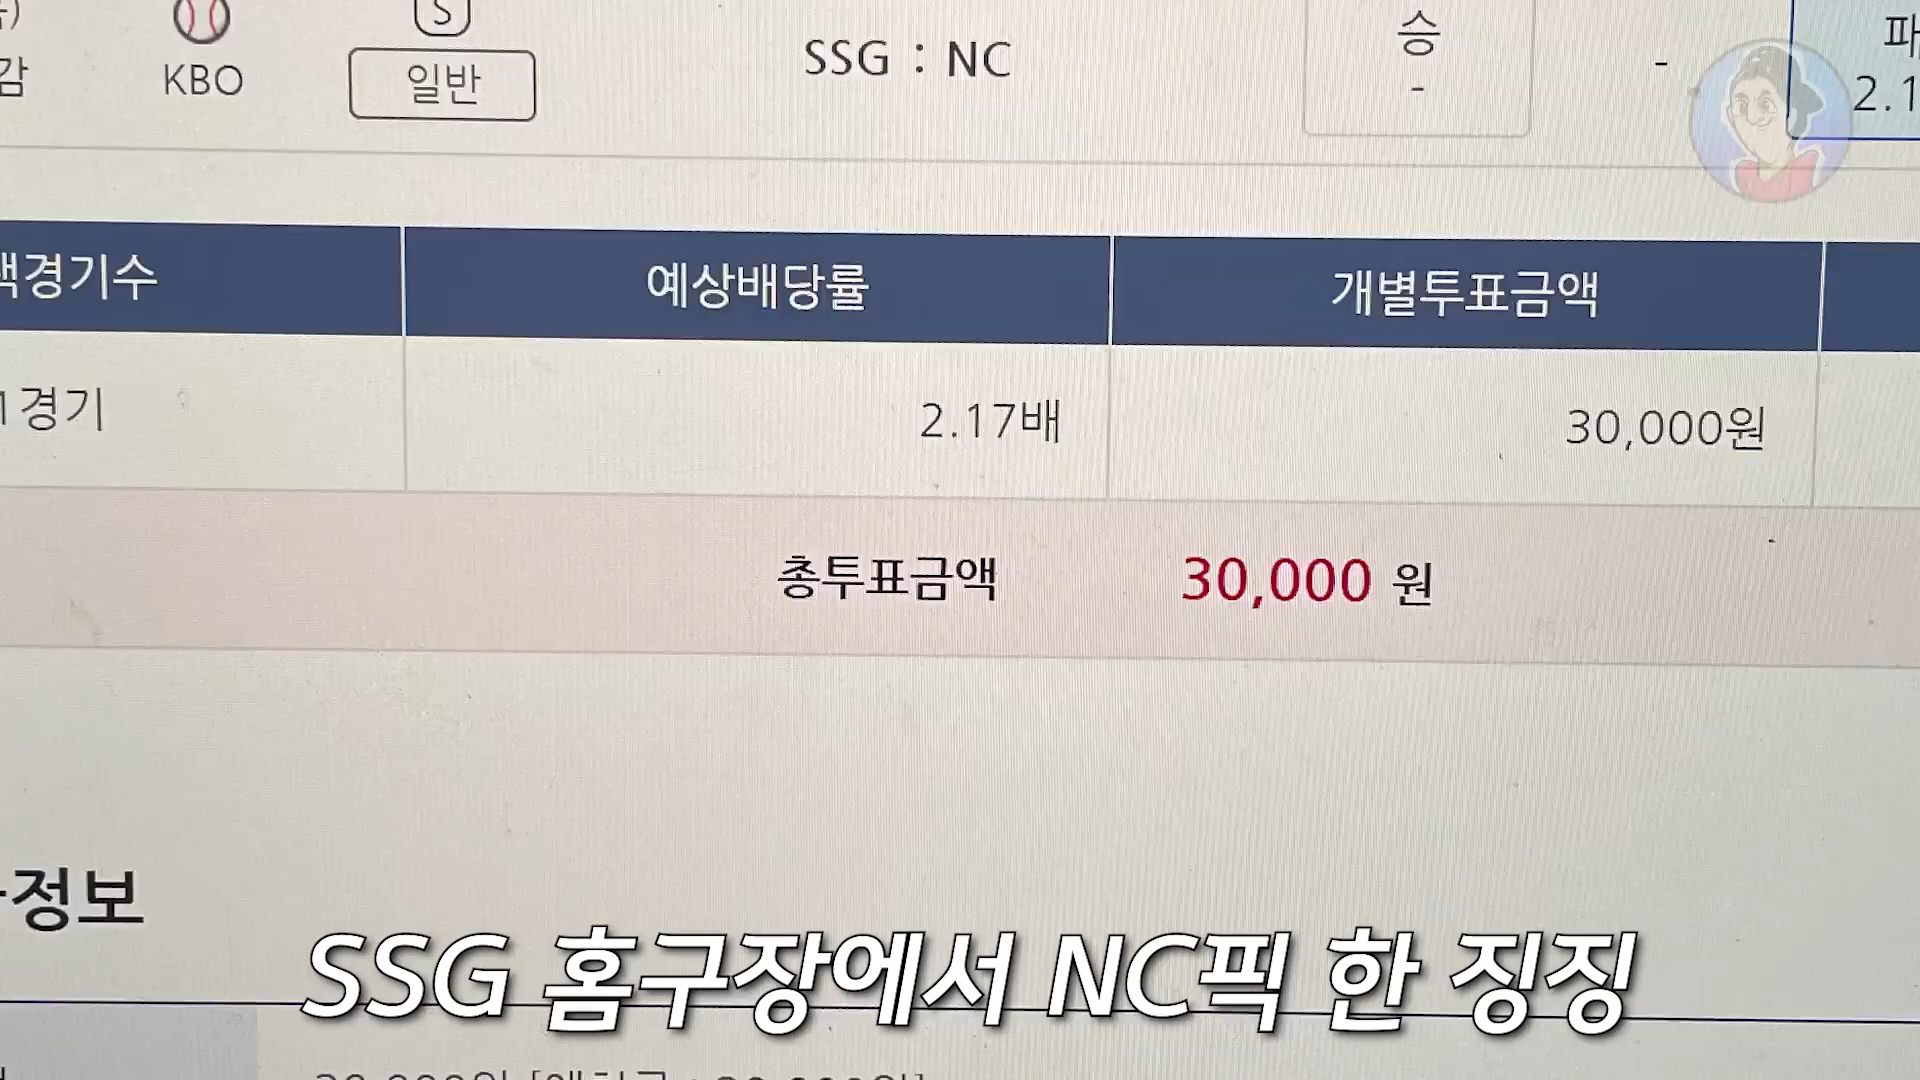 S
KBO
일반
SSG : NC
승
-
-
2.1
경기수
예상배당률
개별투표금액
1경기
2.17배
30,000원
총투표금액
30,000 원
정보
SSG 홈구장에서 NC픽 한 징징